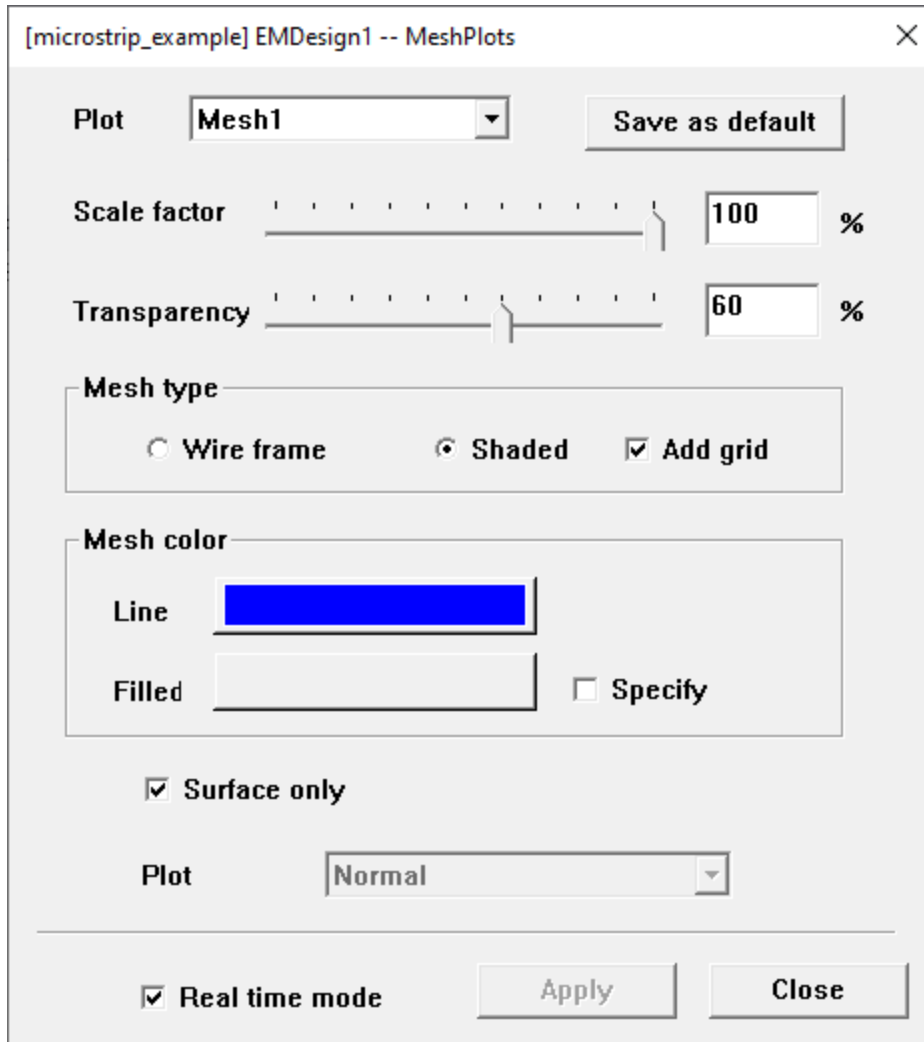 [microstrip_example] EMDesign1 -- MeshPlots
Plot Mesh1 Save as default
Scale factor 100 %
Transparency 60 %
Mesh type
Wire frame Shaded Add grid
Mesh color
Line
Filled Specify
Surface only
Plot Normal
Real time mode Apply Close